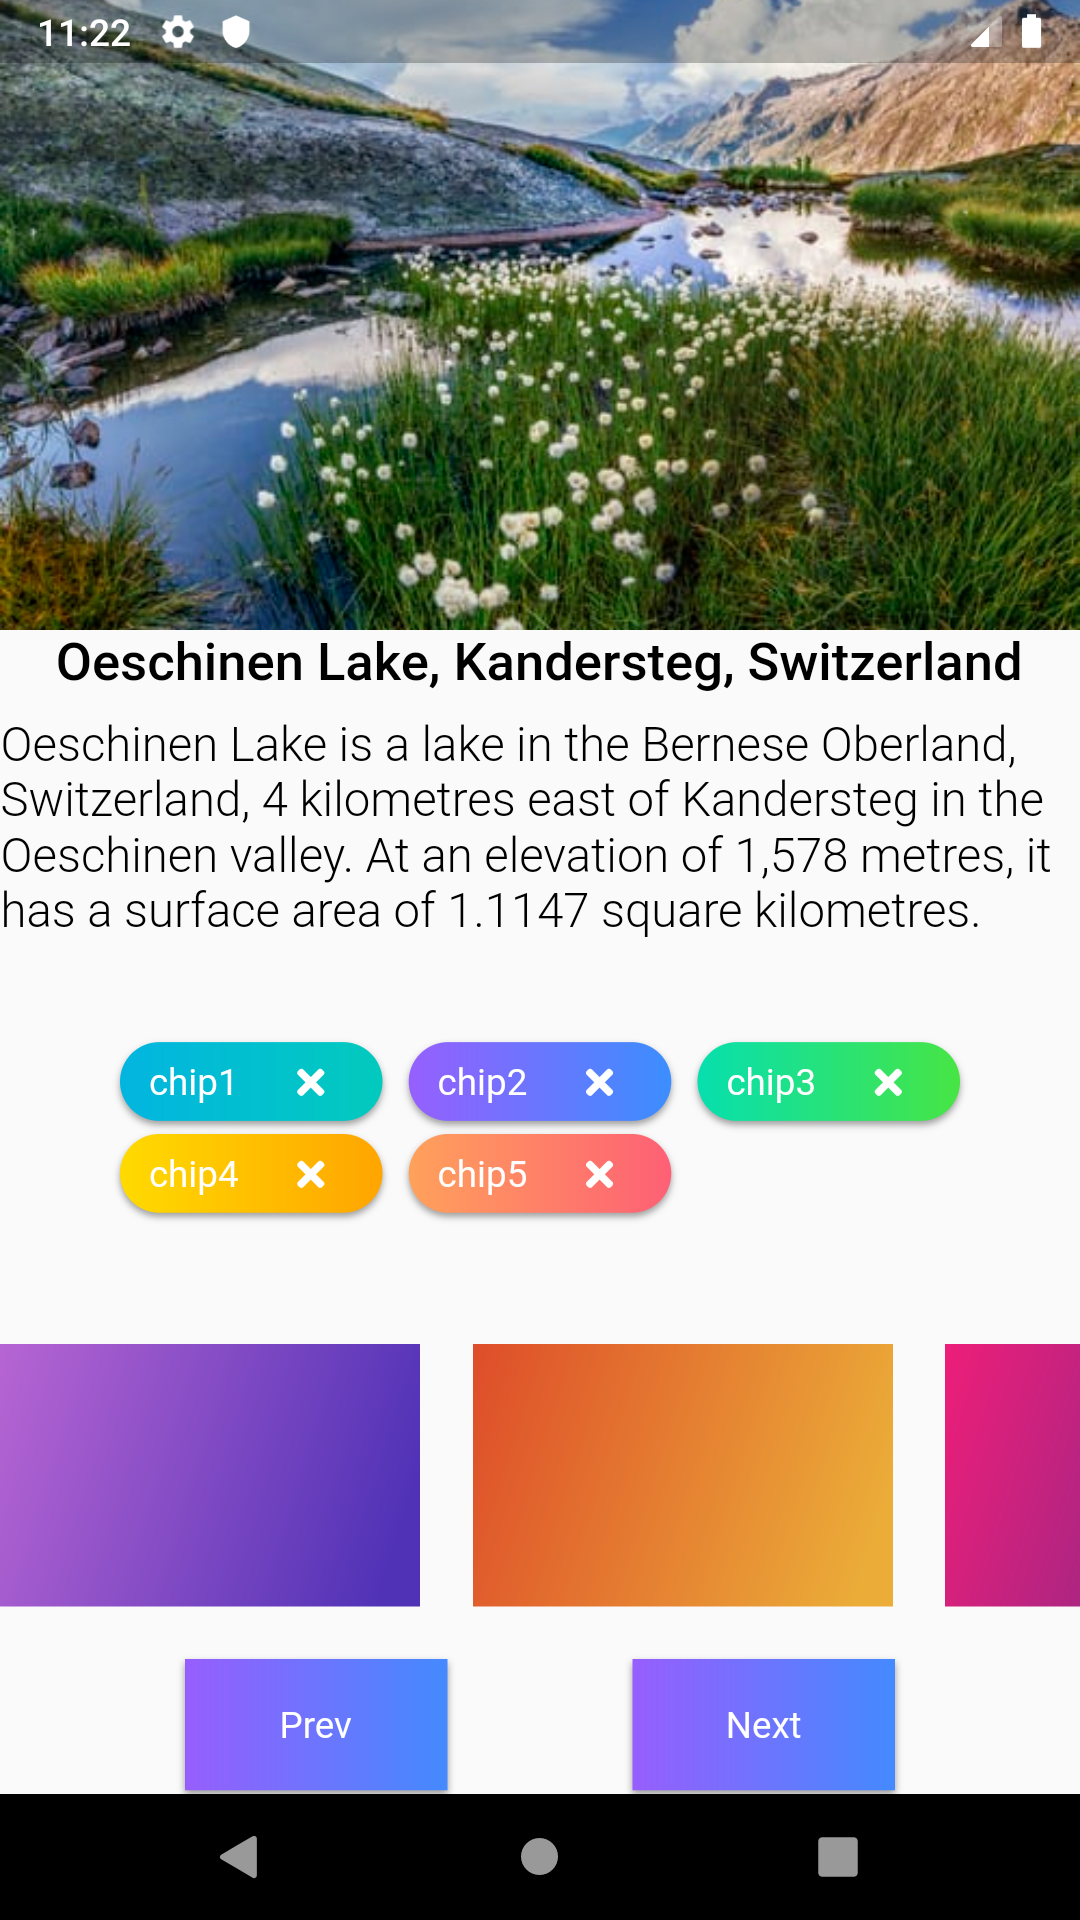 11:22
Oeschinen Lake, Kandersteg, Switzerland
Oeschinen Lake is a lake in the Bernese Oberland,
Switzerland, 4 kilometres east of Kandersteg in the
Oeschinen valley. At an elevation of 1,578 metres, it
has a surface area of 1.1147 square kilometres.
chip1 chip2 chip3
chip4 chip5
Prev Next